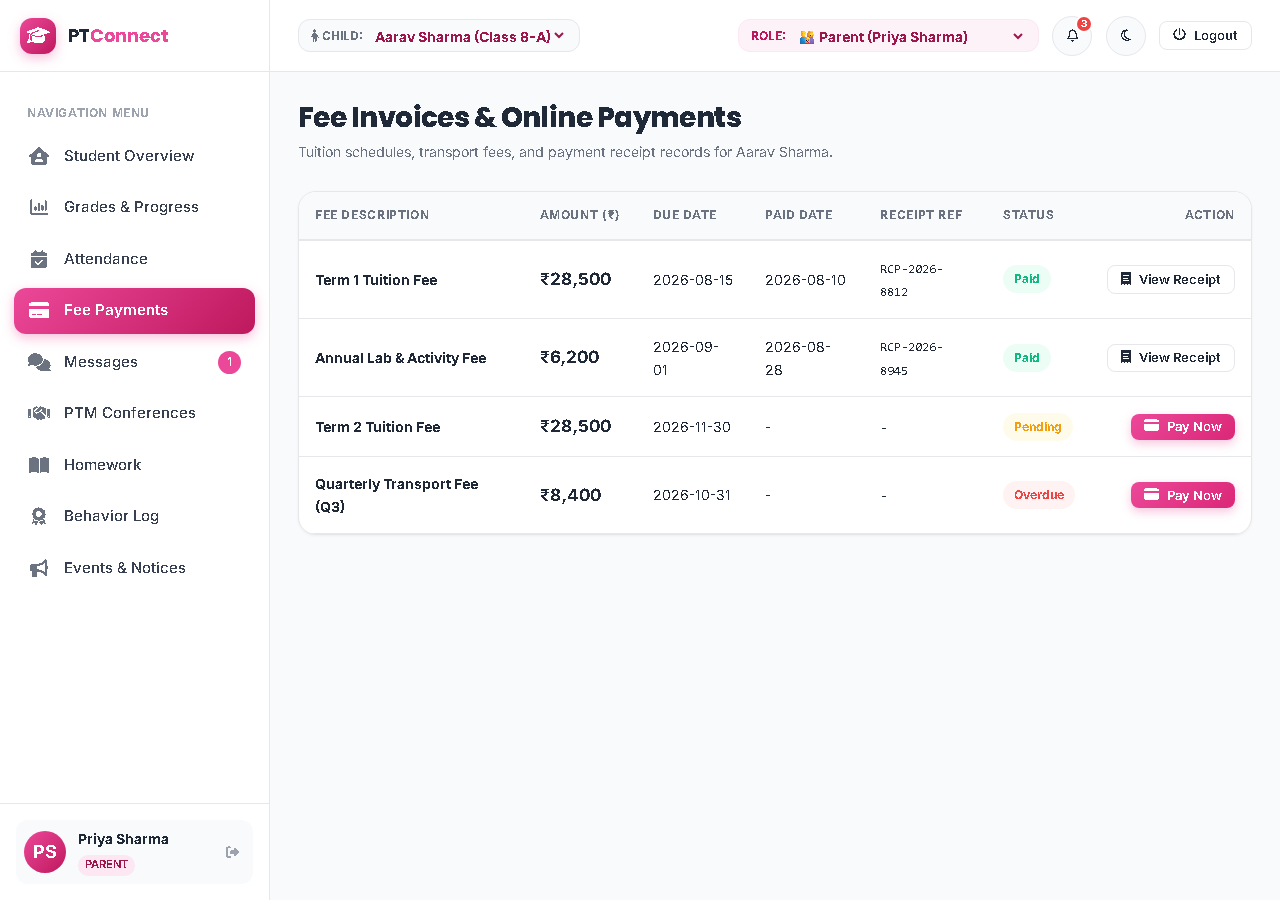 PTConnect
CHILD: Aarav Sharma (Class 8-A)
ROLE: Parent (Priya Sharma)
3
Logout
NAVIGATION MENU
Student Overview
Grades & Progress
Attendance
Fee Payments
Messages 1
PTM Conferences
Homework
Behavior Log
Events & Notices
PS
Priya Sharma
PARENT
Fee Invoices & Online Payments
Tuition schedules, transport fees, and payment receipt records for Aarav Sharma.
FEE DESCRIPTION AMOUNT (₹) DUE DATE PAID DATE RECEIPT REF STATUS ACTION
Term 1 Tuition Fee ₹28,500 2026-08-15 2026-08-10 RCP-2026-8812 Paid View Receipt
Annual Lab & Activity Fee ₹6,200 2026-09-01 2026-08-28 RCP-2026-8945 Paid View Receipt
Term 2 Tuition Fee ₹28,500 2026-11-30 - - Pending Pay Now
Quarterly Transport Fee (Q3) ₹8,400 2026-10-31 - - Overdue Pay Now